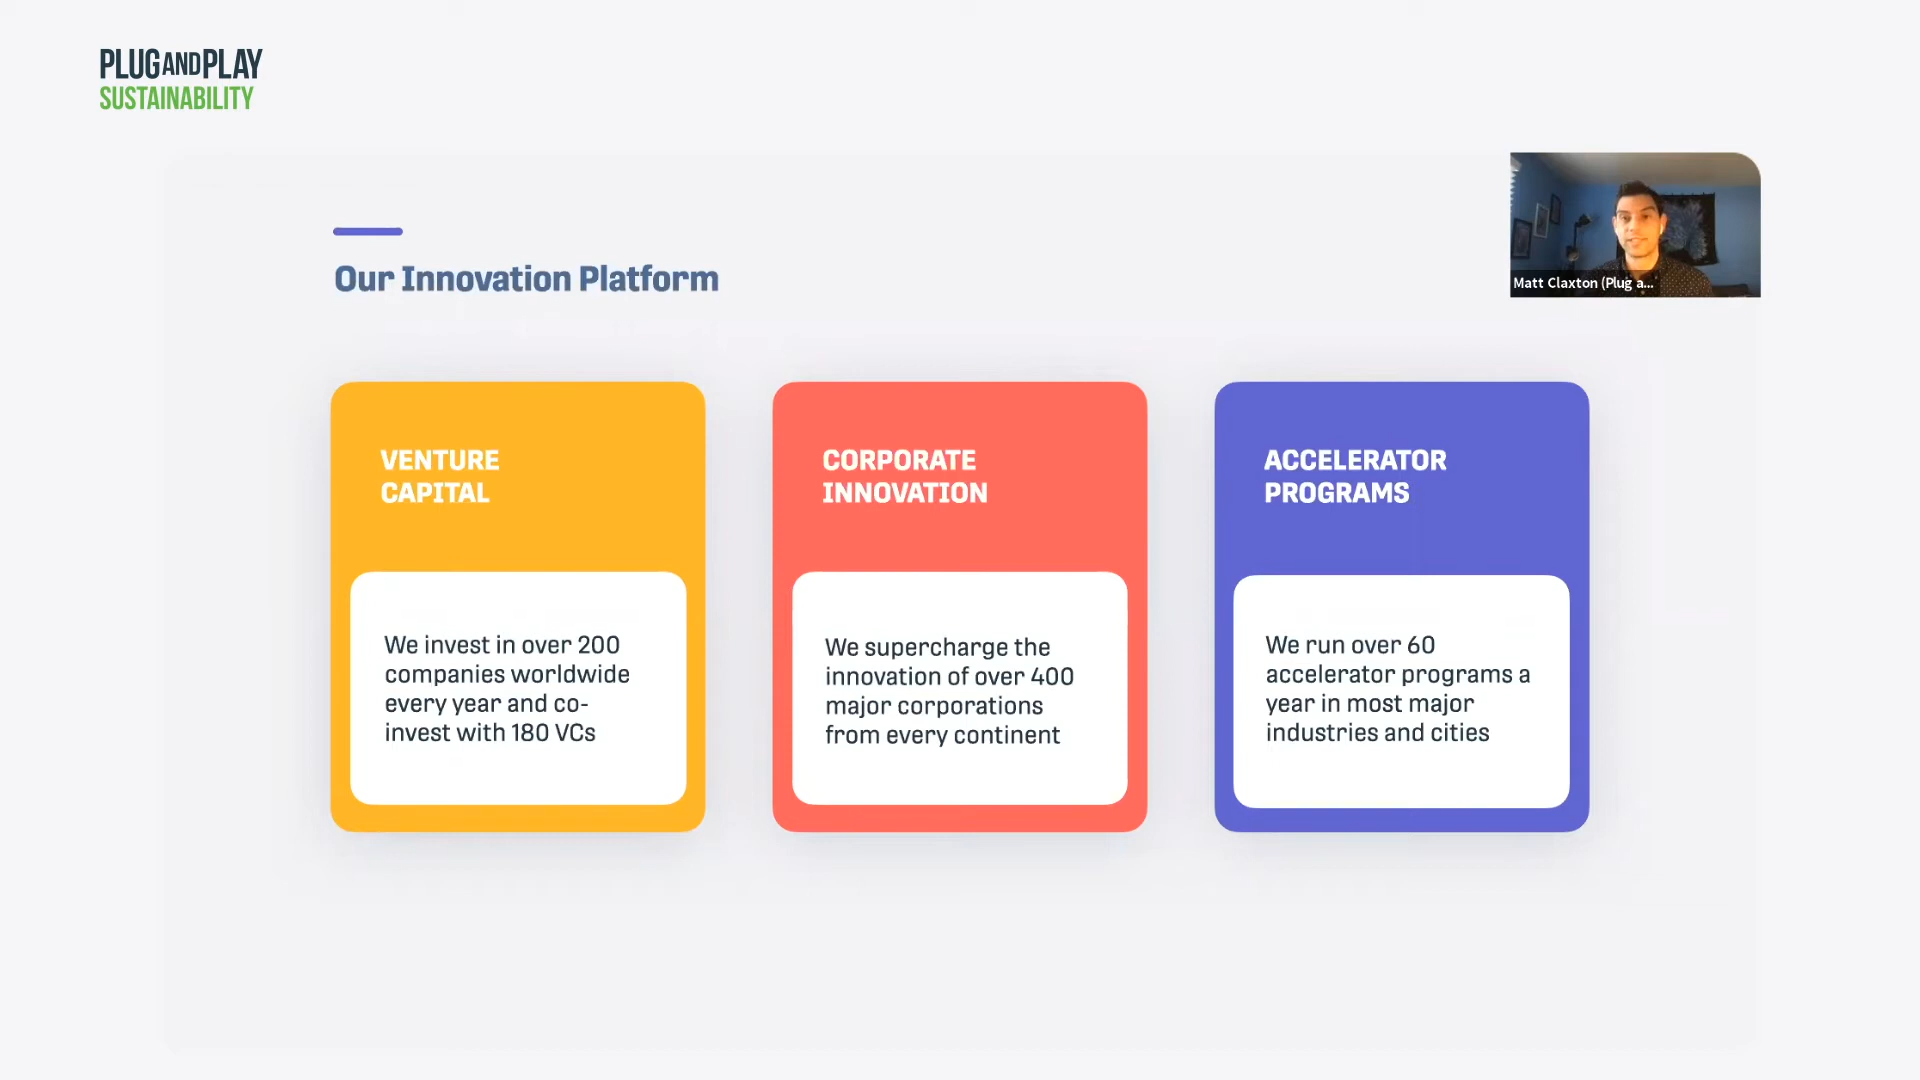 PLUGANDPLAY
SUSTAINABILITY
Our Innovation Platform
Matt Claxton (Plug a...
VENTURE
CAPITAL
We invest in over 200
companies worldwide
every year and co-
invest with 180 VCs
CORPORATE
INNOVATION
We supercharge the
innovation of over 400
major corporations
from every continent
ACCELERATOR
PROGRAMS
We run over 60
accelerator programs a
year in most major
industries and cities